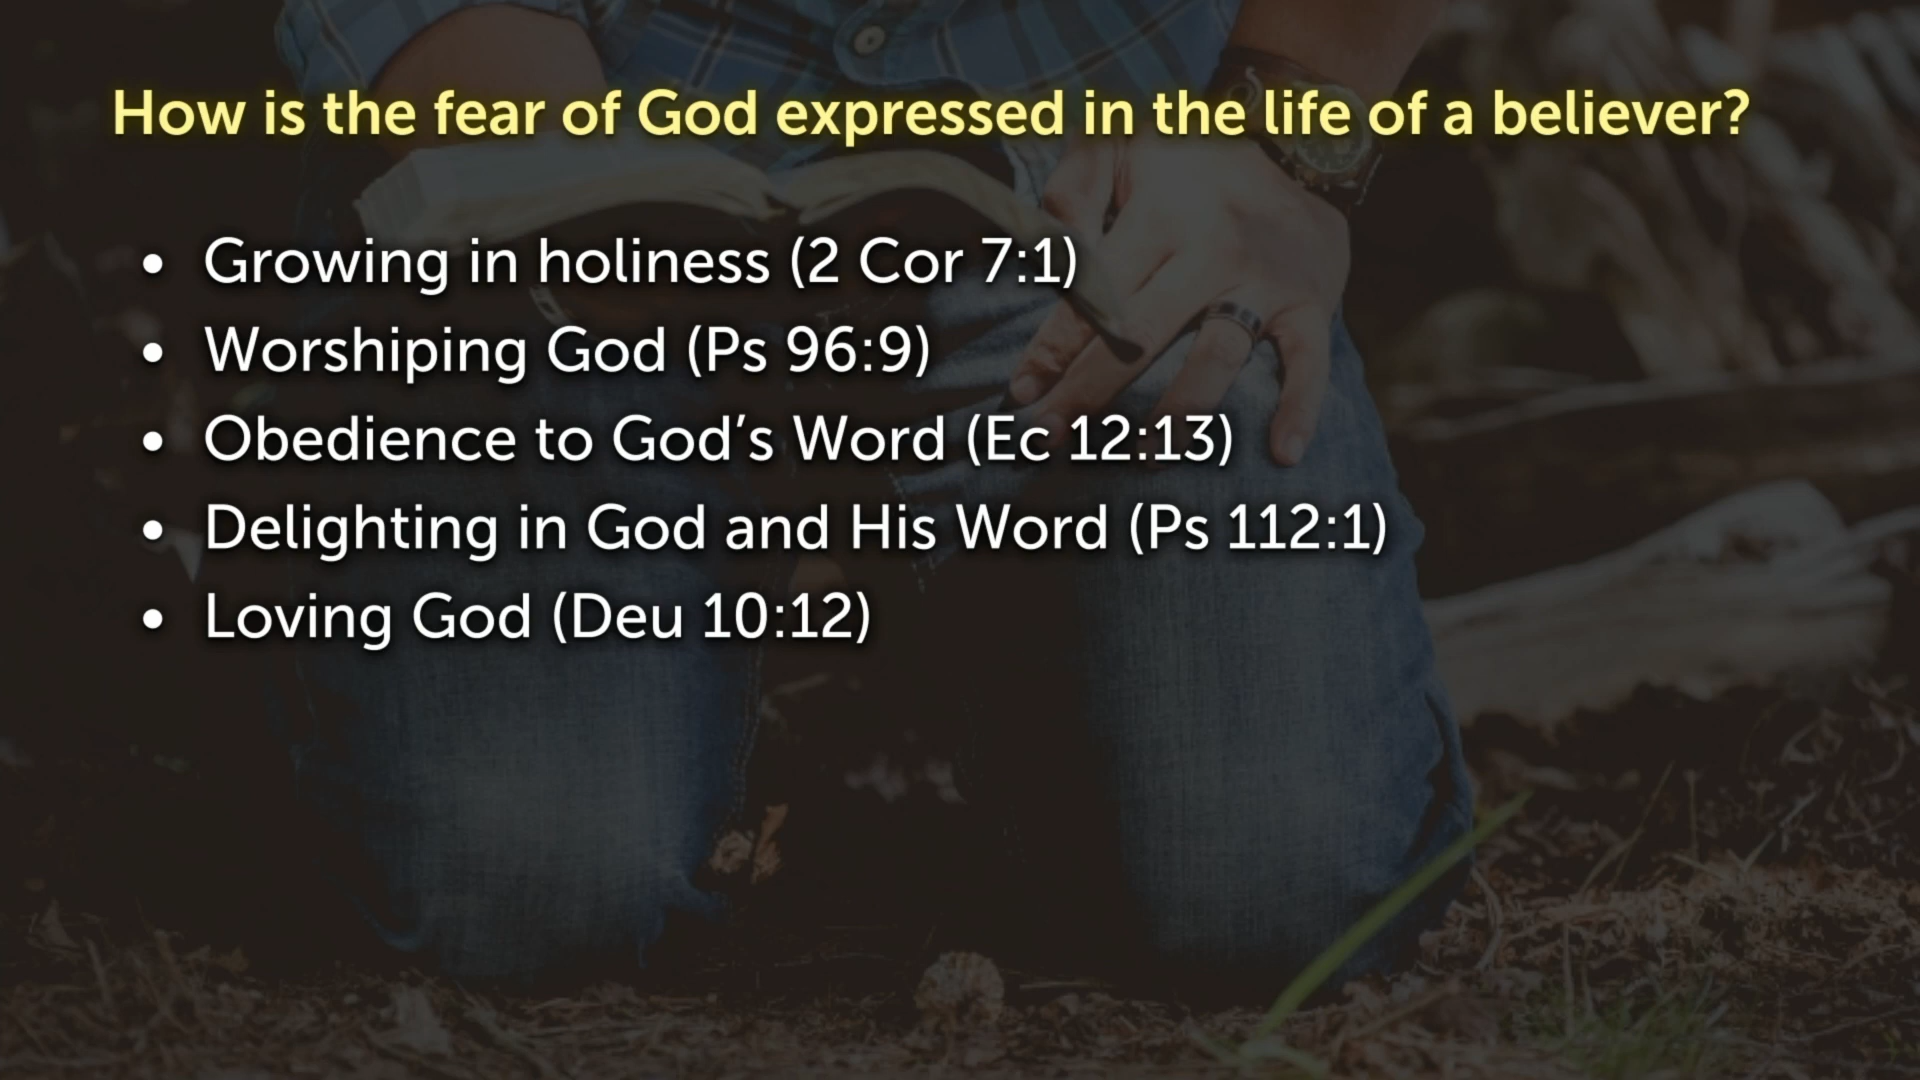 How is the fear of God expressed in the life of a believer?
• Growing in holiness (2 Cor 7:1)
• Worshiping God (Ps 96:9)
• Obedience to God’s Word (Ec 12:13)
• Delighting in God and His Word (Ps 112:1)
• Loving God (Deu 10:12)